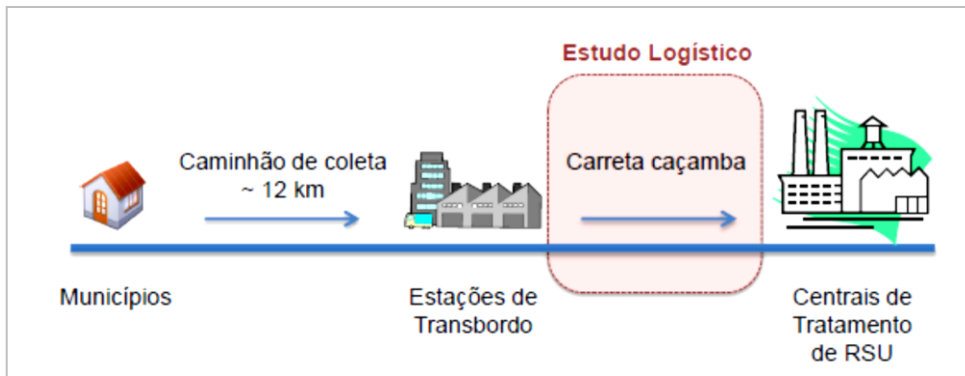 Estudo Logístico
Caminhão de coleta
~ 12 km
Carreta caçamba
Municípios
Estações de
Transbordo
Centrais de
Tratamento
de RSU